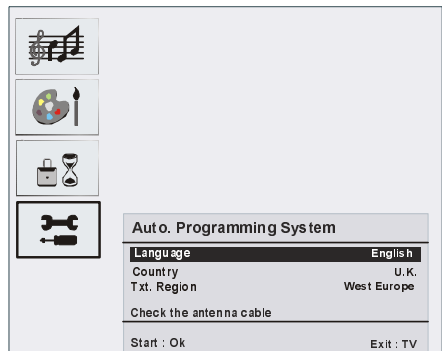 Auto. Programming System
Language English
Country U.K.
Txt. Region West Europe
Check the antenna cable
Start : Ok Exit : TV